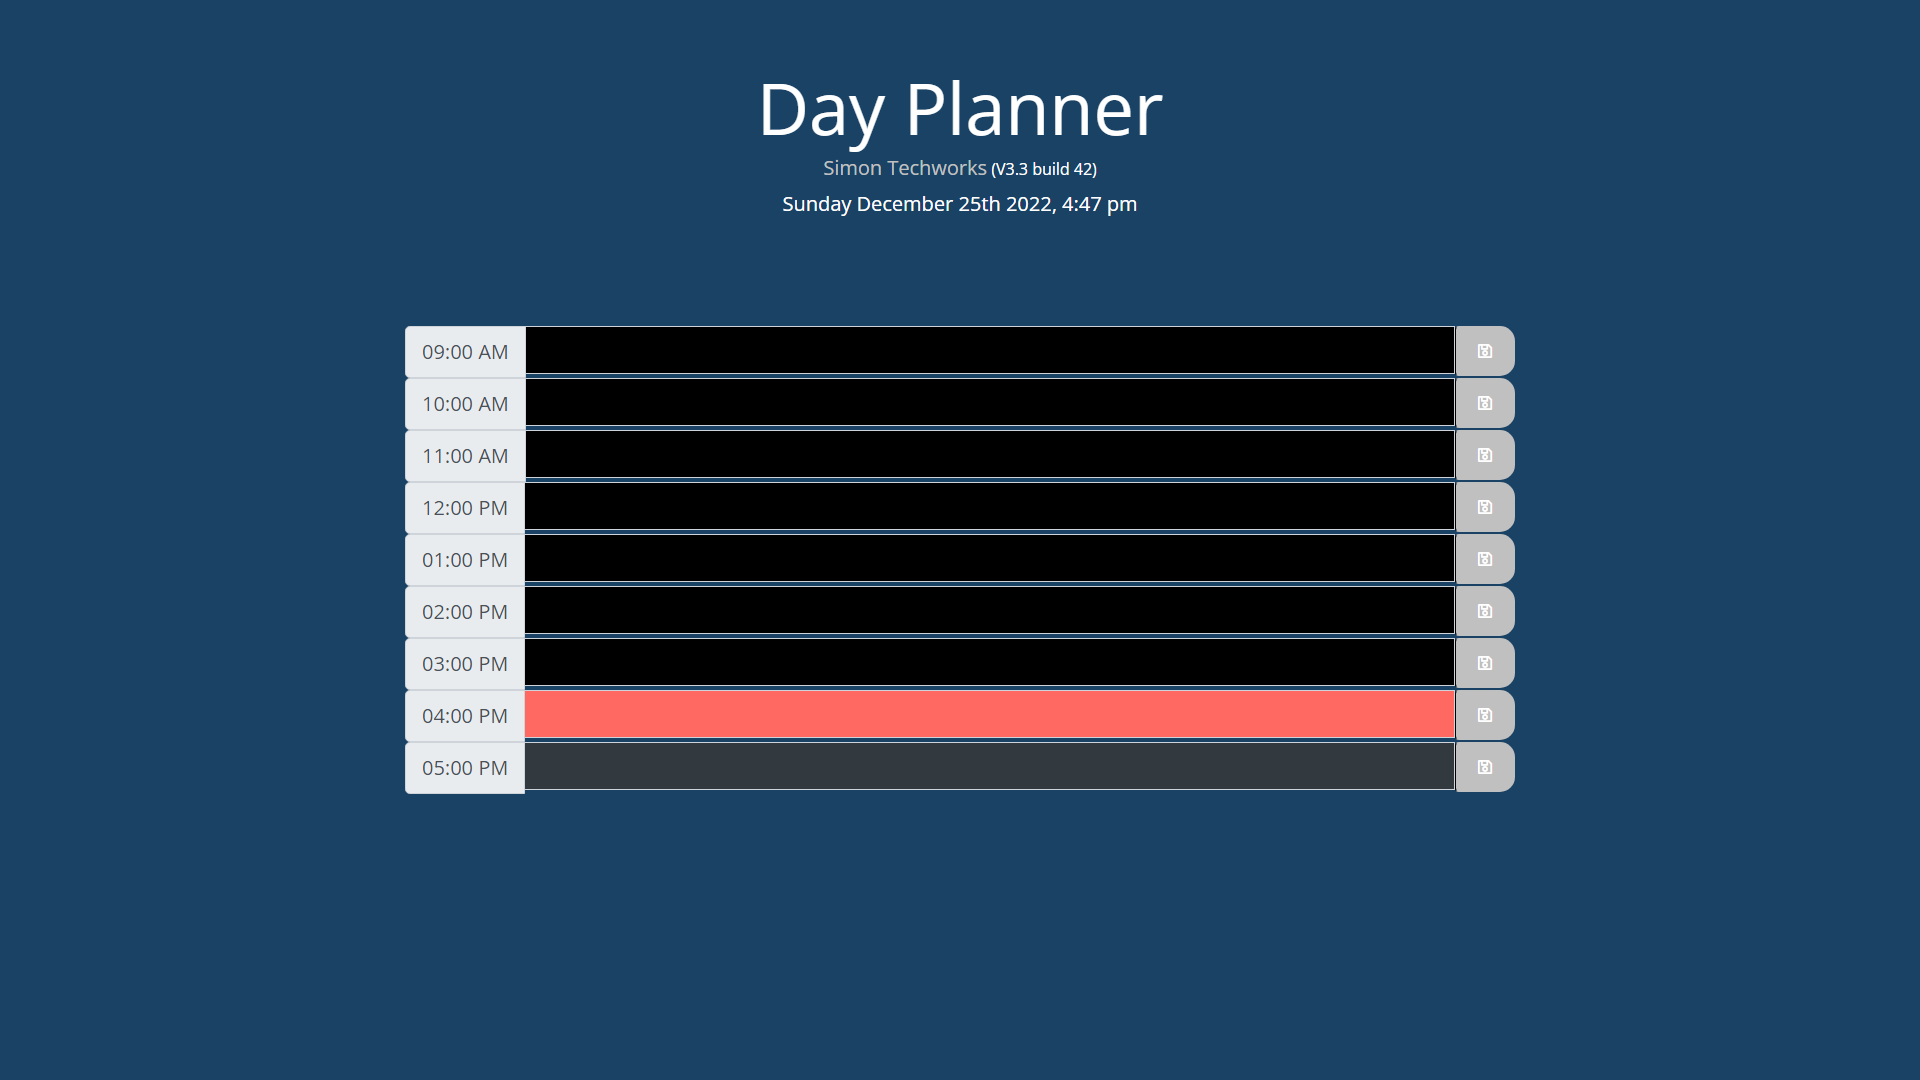 Day Planner
Simon Techworks (V3.3 build 42)
Sunday December 25th 2022, 4:47 pm
09:00 AM
10:00 AM
11:00 AM
12:00 PM
01:00 PM
02:00 PM
03:00 PM
04:00 PM
05:00 PM